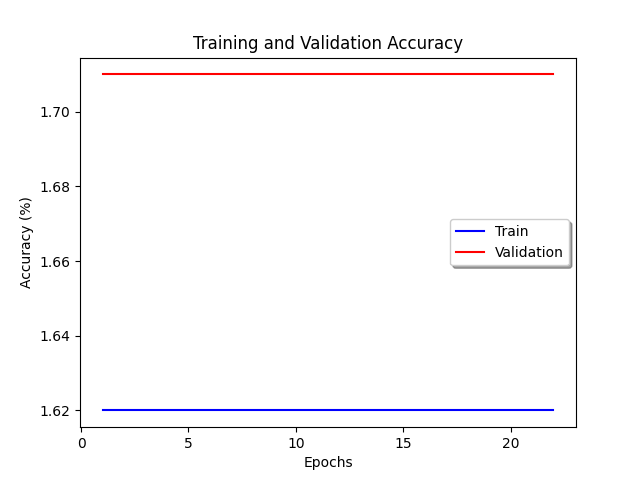 Training and Validation Accuracy
Accuracy (%)
1.70
1.68
1.66
1.64
1.62
Train
Validation
0 5 10 15 20
Epochs